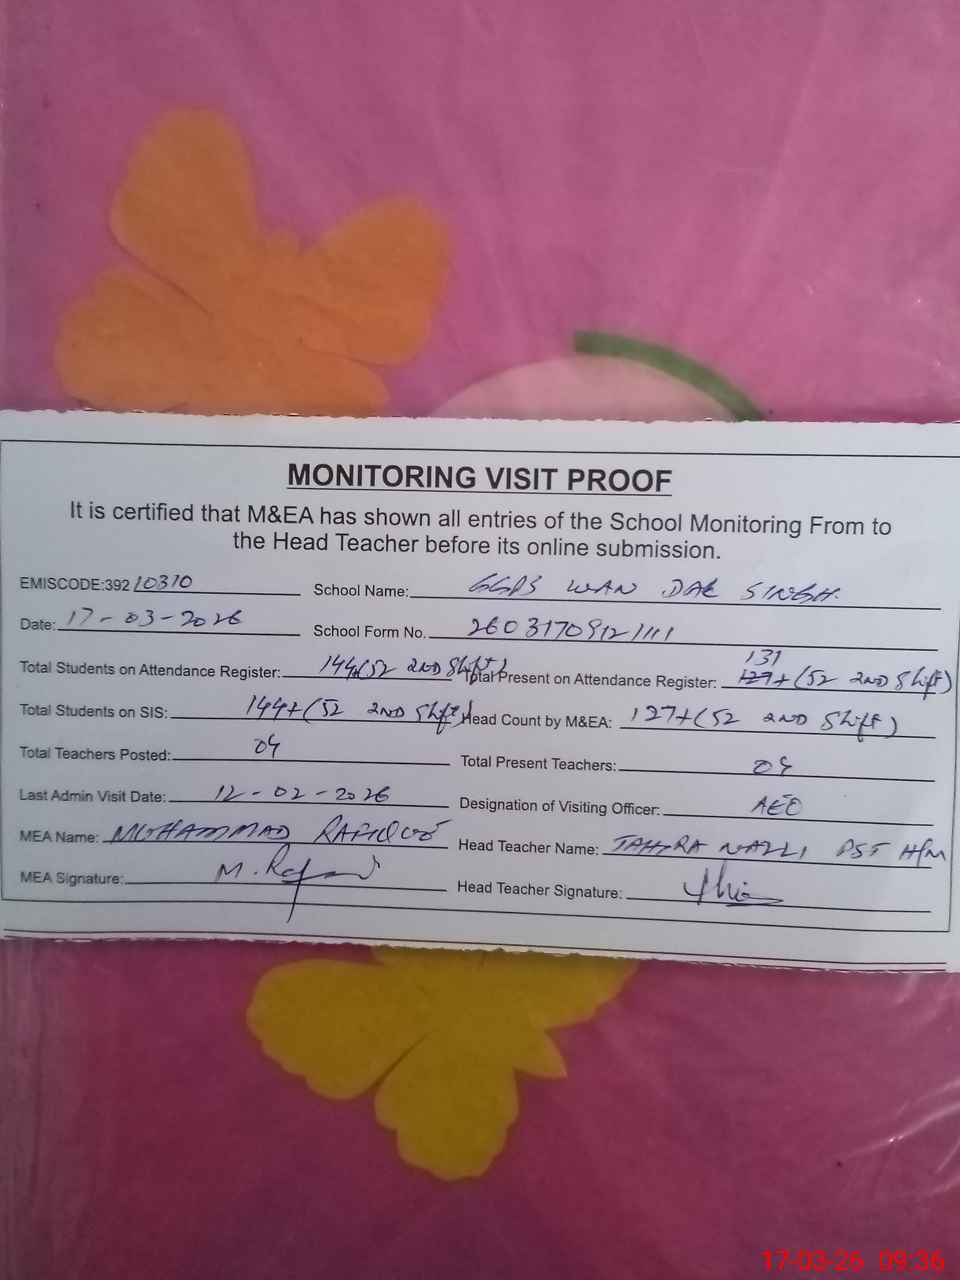 MONITORING VISIT PROOF
It is certified that M&EA has shown all entries of the School Monitoring From to
the Head Teacher before its online submission.
EMISCODE:392 10310 School Name: GGPS WAN DAR SINGH.
Date: 17-03-2026 School Form No. 26031709121111
Total Students on Attendance Register: 144+(52 2ND Shift) Total Present on Attendance Register: 131 127+(52 2ND Shift)
Total Students on SIS: 144+(52 2ND Shift) Head Count by M&EA: 127+(52 2ND Shift)
Total Teachers Posted: 04 Total Present Teachers: 04
Last Admin Visit Date: 12-02-2026 Designation of Visiting Officer: AEO
MEA Name: MUHAMMAD Head Teacher Name: TAHIRA NAZLI PST H/M
MEA Signature: Head Teacher Signature:
17-03-26 09:36